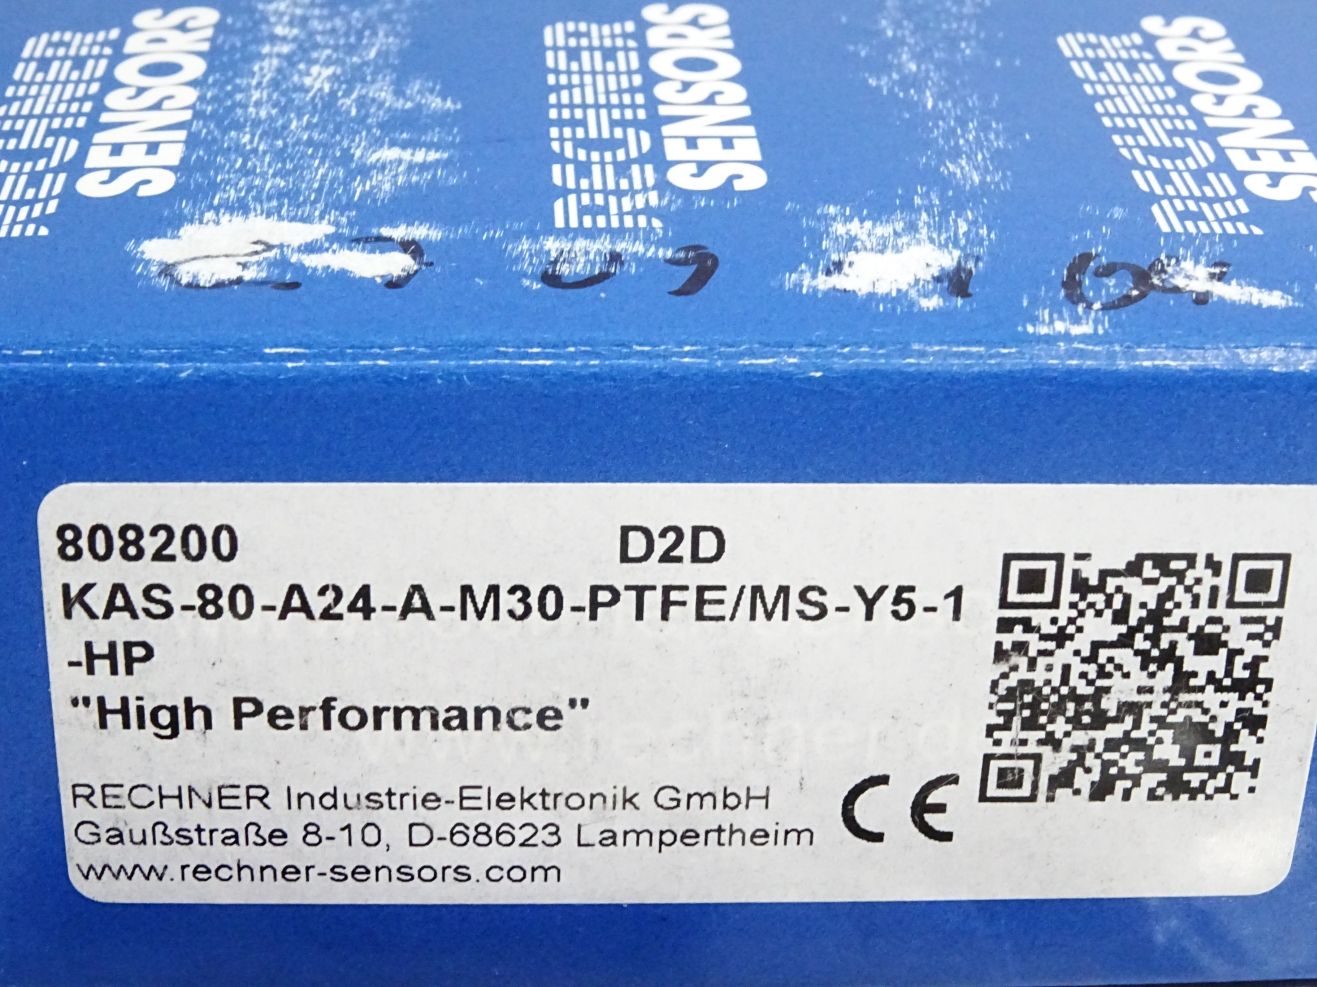 RECHNER
SENSORS
RECHNER
SENSORS
RECHNER
SENSORS
808200 D2D
KAS-80-A24-A-M30-PTFE/MS-Y5-1
-HP
"High Performance"
RECHNER Industrie-Elektronik GmbH
Gaußstraße 8-10, D-68623 Lampertheim
www.rechner-sensors.com
CE